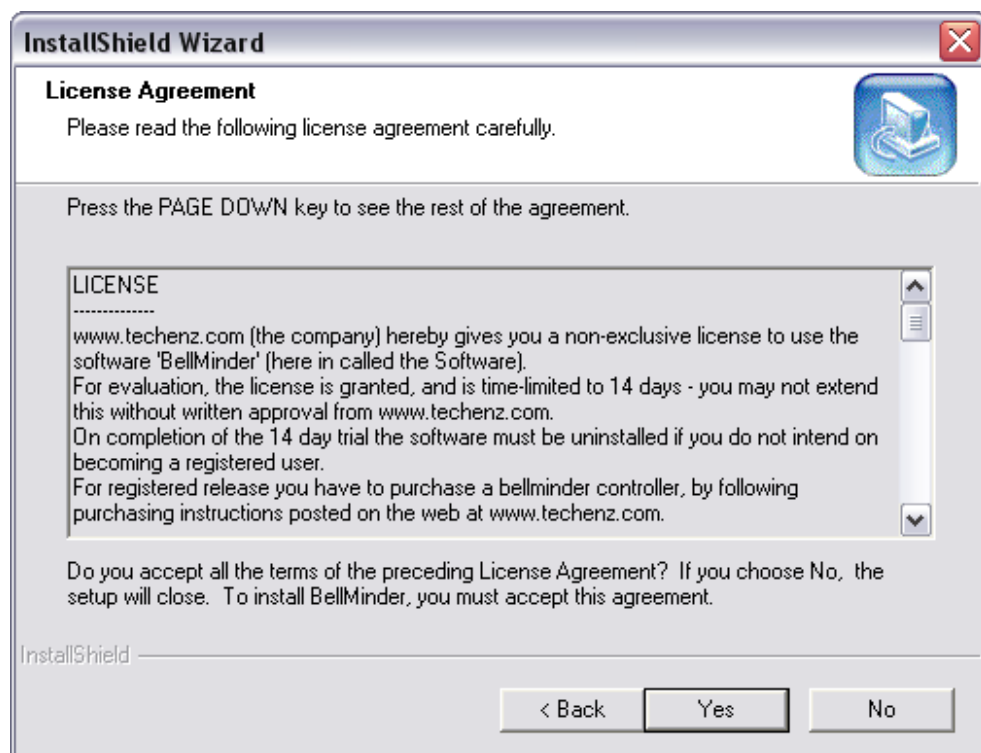 InstallShield Wizard
License Agreement
Please read the following license agreement carefully.
Press the PAGE DOWN key to see the rest of the agreement.
LICENSE
--------------
www.techenz.com (the company) hereby gives you a non-exclusive license to use the
software 'BellMinder' (here in called the Software).
For evaluation, the license is granted, and is time-limited to 14 days - you may not extend
this without written approval from www.techenz.com.
On completion of the 14 day trial the software must be uninstalled if you do not intend on
becoming a registered user.
For registered release you have to purchase a bellminder controller, by following
purchasing instructions posted on the web at www.techenz.com.
Do you accept all the terms of the preceding License Agreement?  If you choose No,  the
setup will close.  To install BellMinder, you must accept this agreement.
InstallShield
< Back
Yes
No